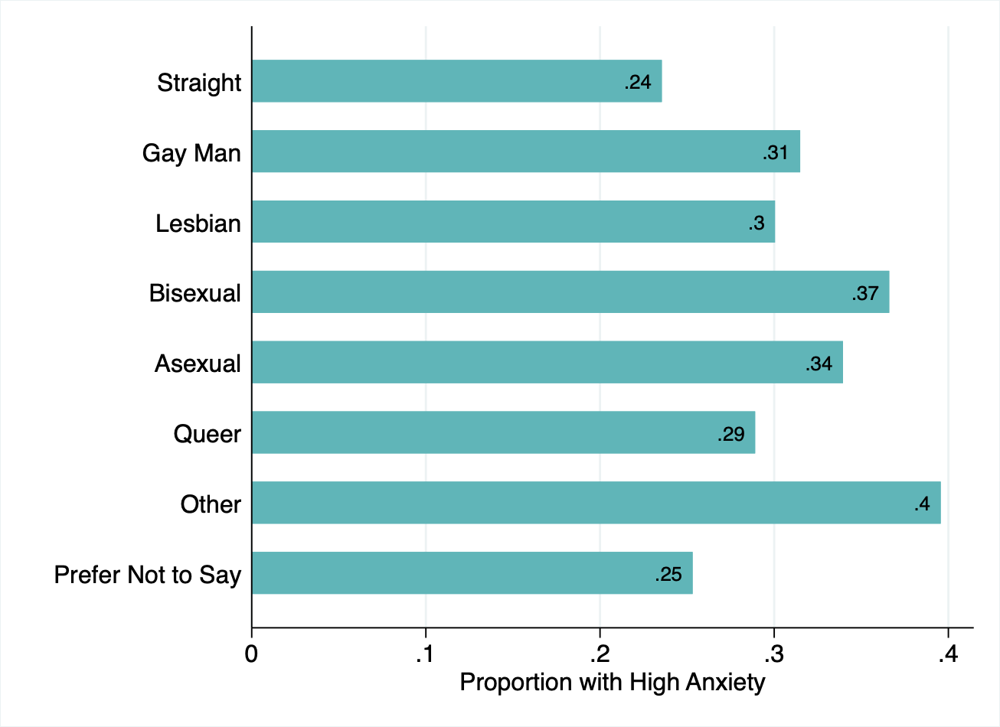 Straight .24
Gay Man .31
Lesbian .3
Bisexual .37
Asexual .34
Queer .29
Other .4
Prefer Not to Say .25
0 .1 .2 .3 .4
Proportion with High Anxiety